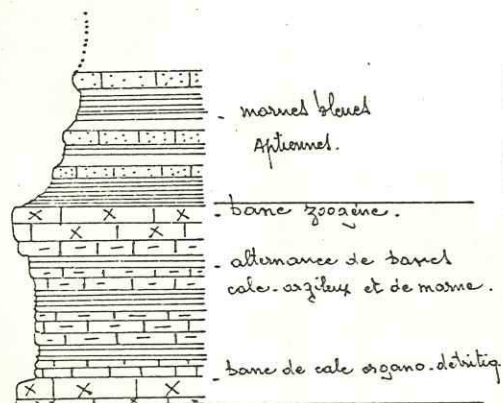 - marnes bleues
Aptiennes.
- banc zoogène.
- alternance de bancs
calc-argileux et de marne.
- banc de calc organo-détritiq